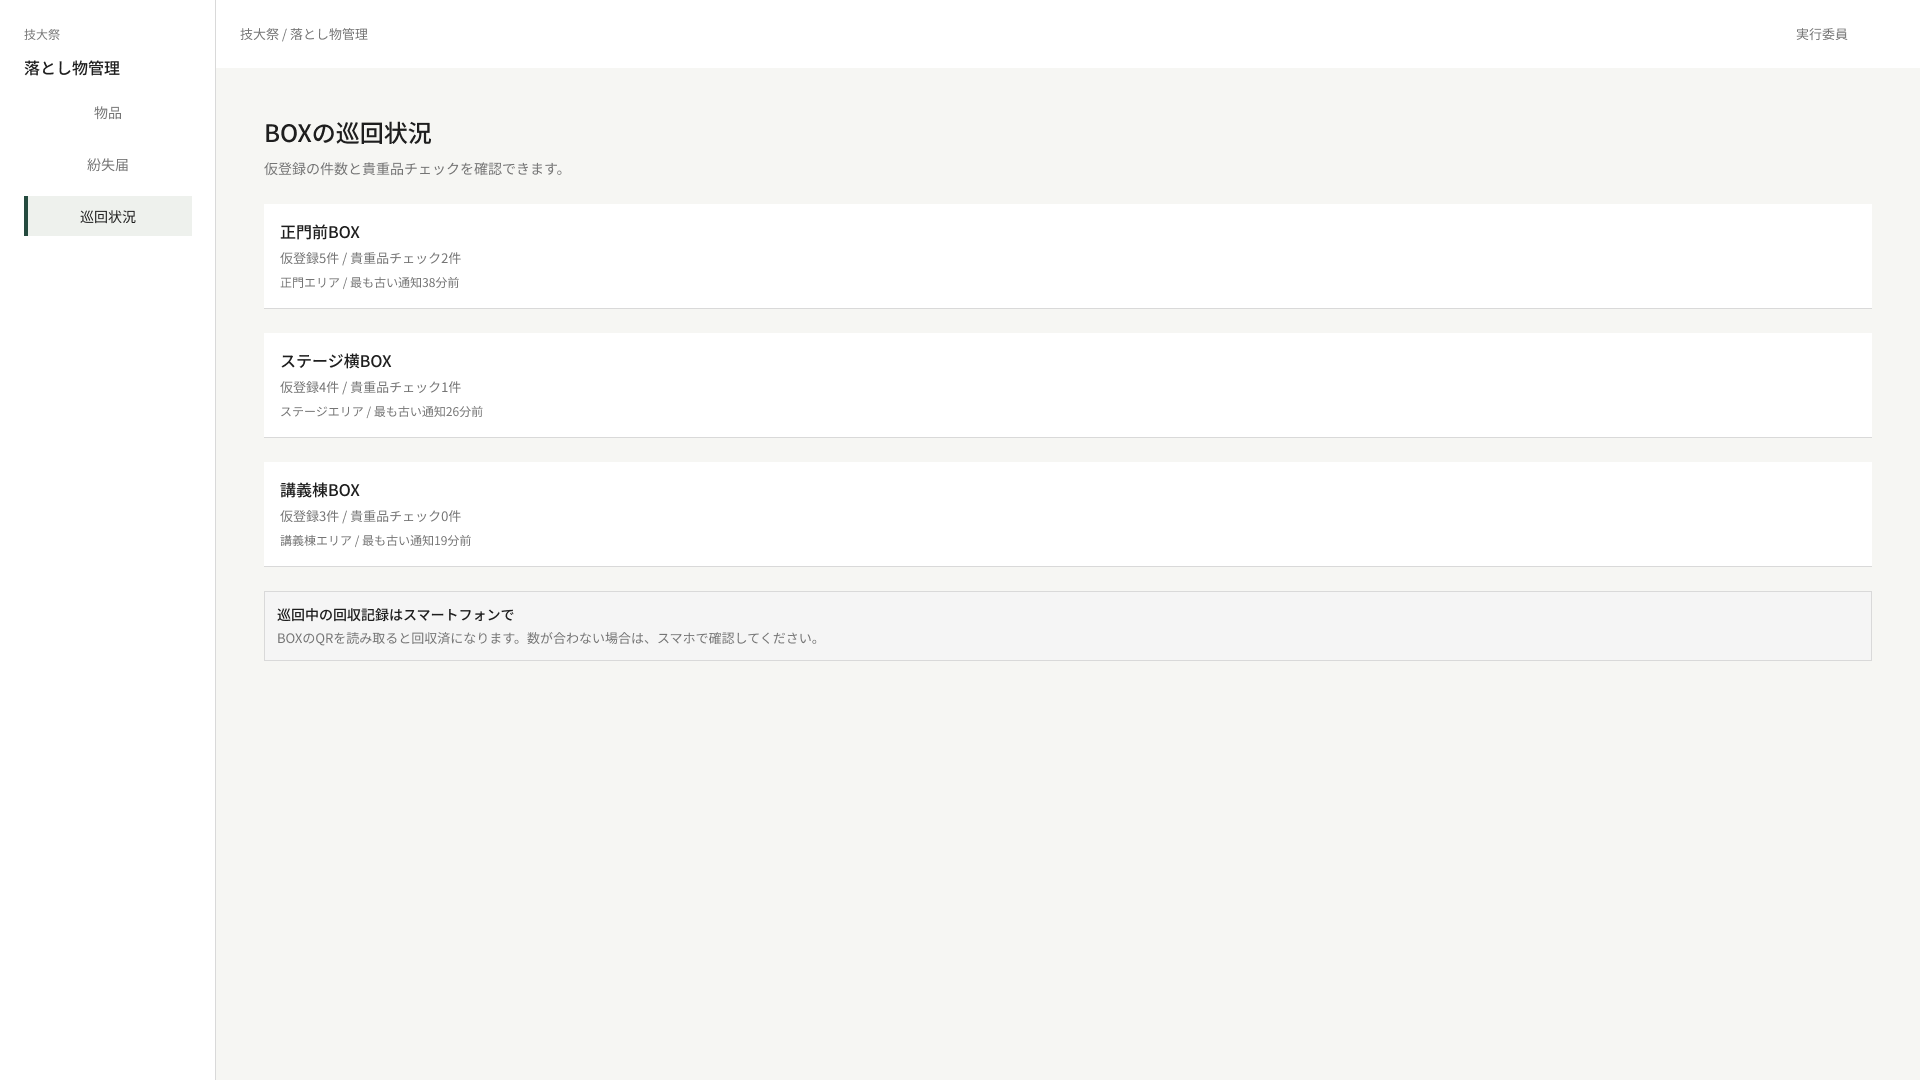 技大祭
落とし物管理
物品
紛失届
巡回状況
技大祭 / 落とし物管理
実行委員
BOXの巡回状況
仮登録の件数と貴重品チェックを確認できます。
正門前BOX
仮登録5件 / 貴重品チェック2件
正門エリア / 最も古い通知38分前
ステージ横BOX
仮登録4件 / 貴重品チェック1件
ステージエリア / 最も古い通知26分前
講義棟BOX
仮登録3件 / 貴重品チェック0件
講義棟エリア / 最も古い通知19分前
巡回中の回収記録はスマートフォンで
BOXのQRを読み取ると回収済になります。数が合わない場合は、スマホで確認してください。